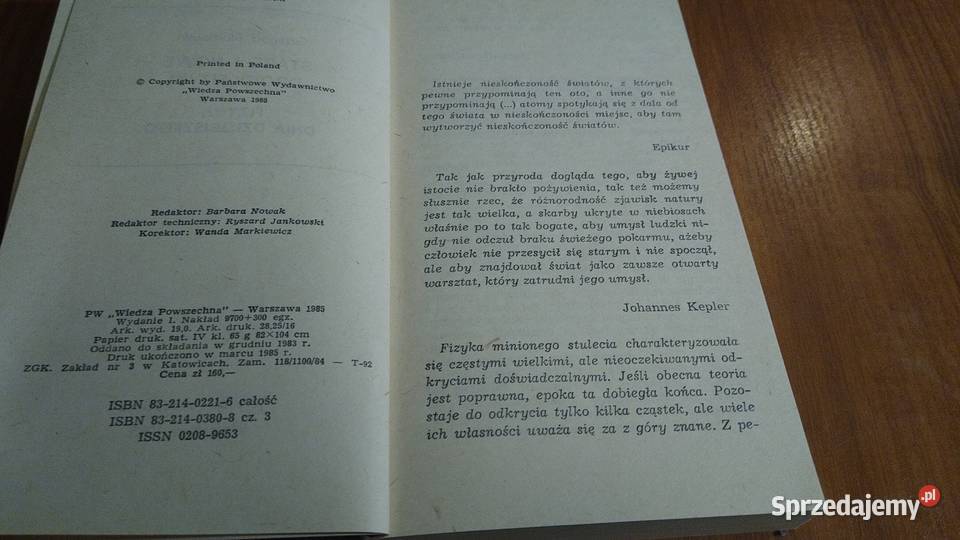 Printed in Poland
© Copyright by Państwowe Wydawnictwo
„Wiedza Powszechna"
Warszawa 1985
Redaktor: Barbara Nowak
Redaktor techniczny: Ryszard Jankowski
Korektor: Wanda Markiewicz
PW „Wiedza Powszechna" — Warszawa 1985
Wydanie I. Nakład 9700+300 egz.
Ark. wyd. 19,0. Ark. druk. 28,25/16
Papier druk. sat. IV kl. 65 g 82×104 cm
Oddano do składania w grudniu 1983 r.
Druk ukończono w marcu 1985 r.
ZGK. Zakład nr 3 w Katowicach. Zam. 118/1100/84 — T-92
Cena zł 160,—
ISBN 83-214-0221-6 całość
ISBN 83-214-0380-8 cz. 3
ISSN 0208-9653
Istnieje nieskończoność światów, z których
pewne przypominają ten oto, a inne go nie
przypominają (...) atomy spotykają się z dala od
tego świata w nieskończoności miejsc, aby tam
wytworzyć nieskończoność światów.
Epikur
Tak jak przyroda dogląda tego, aby żywej
istocie nie brakło pożywienia, tak też możemy
słusznie rzec, że różnorodność zjawisk natury
jest tak wielka, a skarby ukryte w niebiosach
właśnie po to tak bogate, aby umysł ludzki ni-
gdy nie odczuł braku świeżego pokarmu, ażeby
człowiek nie przesycił się starym i nie spoczął,
ale aby znajdował świat jako zawsze otwarty
warsztat, który zatrudni jego umysł.
Johannes Kepler
Fizyka minionego stulecia charakteryzowała
się częstymi wielkimi, ale nieoczekiwanymi od-
kryciami doświadczalnymi. Jeśli obecna teoria
jest poprawna, epoka ta dobiegła końca. Pozo-
staje do odkrycia tylko kilka cząstek, ale wiele
ich własności uważa się za z góry znane. Z pe-
Sprzedajemy.pl